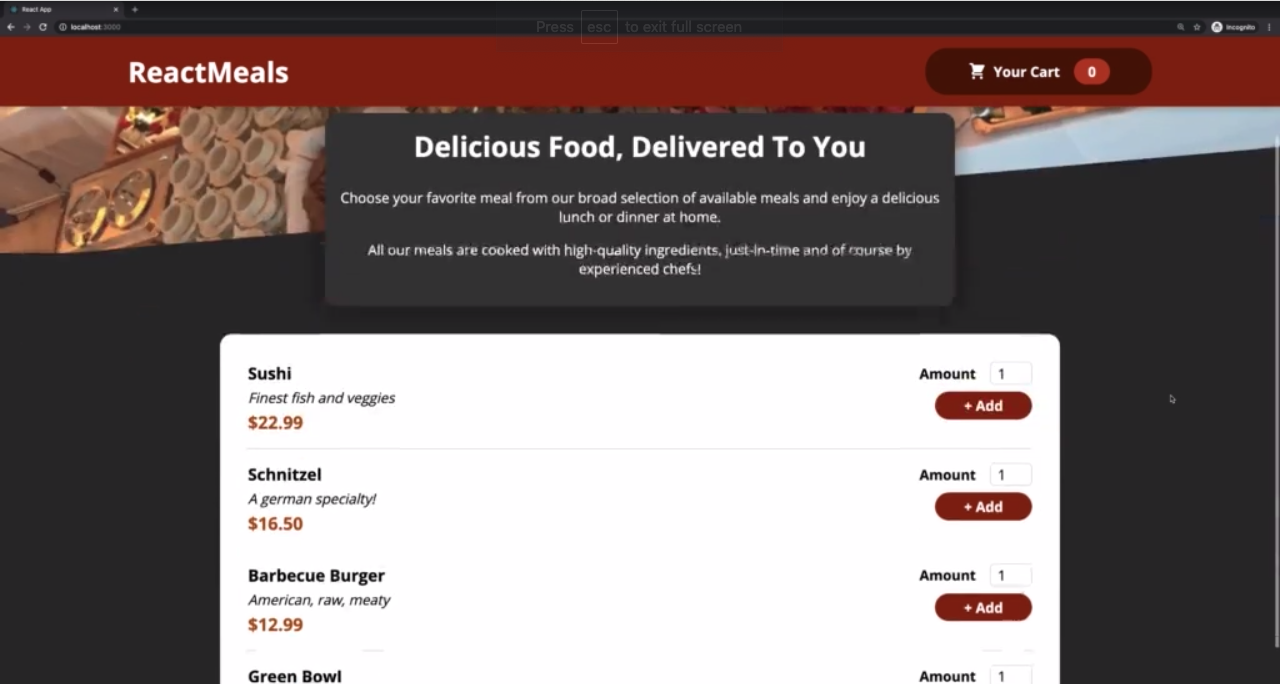 React App
localhost:3000
Incognito
Press esc to exit full screen
ReactMeals
Your Cart 0
Delicious Food, Delivered To You
Choose your favorite meal from our broad selection of available meals and enjoy a delicious
lunch or dinner at home.
All our meals are cooked with high-quality ingredients, just-in-time and of course by
experienced chefs!
Sushi
Amount 1
Finest fish and veggies
+ Add
$22.99
Schnitzel
Amount 1
A german specialty!
+ Add
$16.50
Barbecue Burger
Amount 1
American, raw, meaty
+ Add
$12.99
Green Bowl
Amount 1